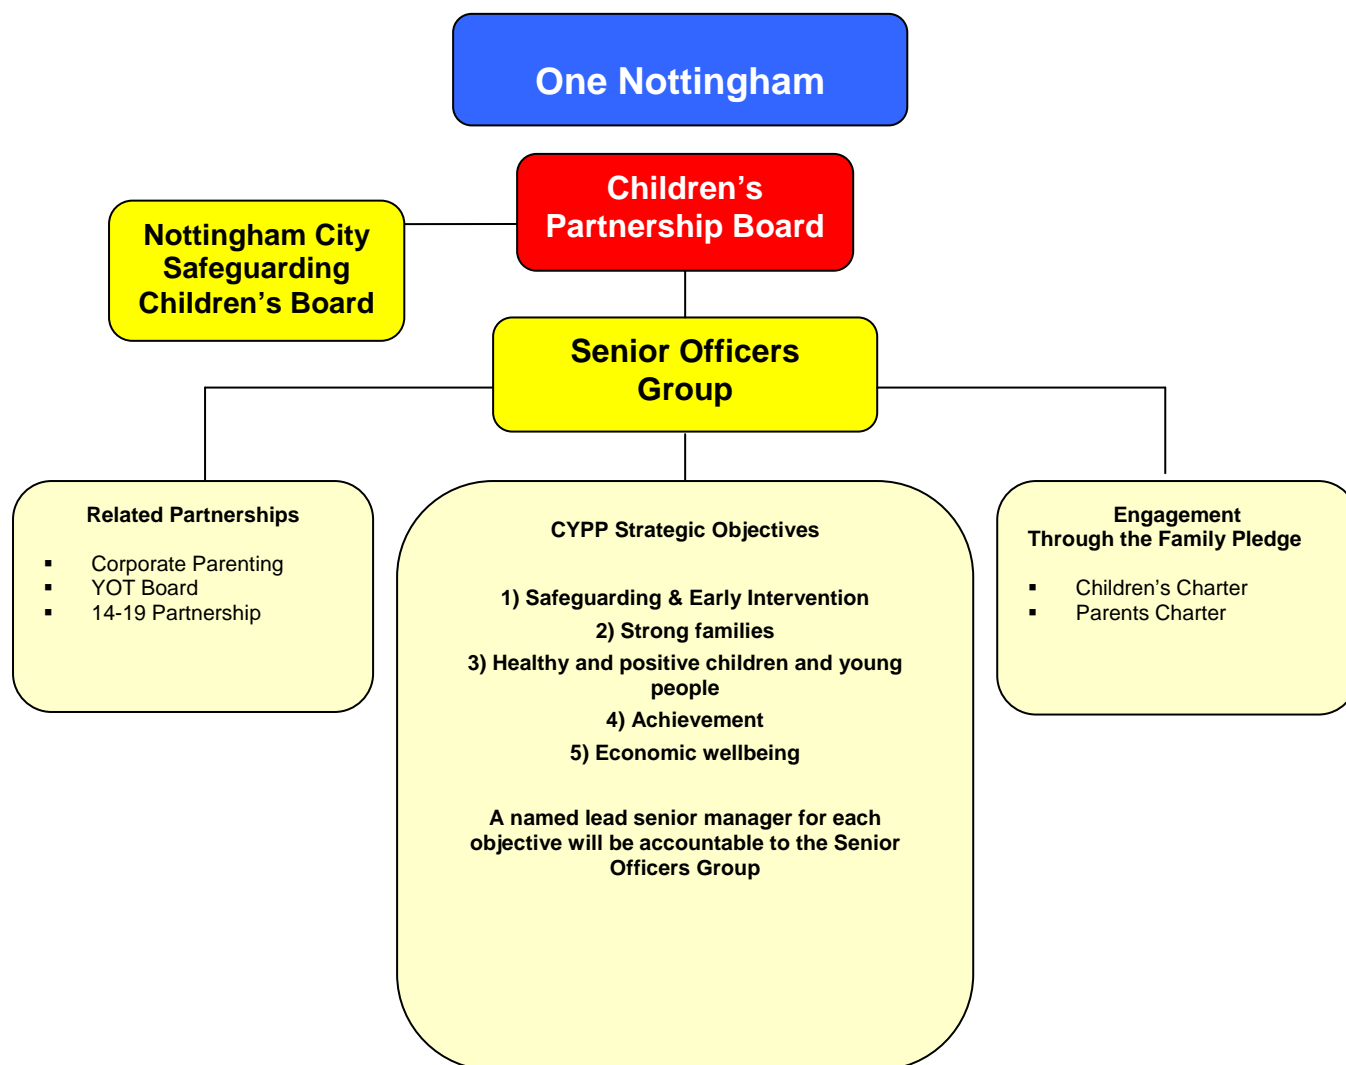 One Nottingham
Children’s
Partnership Board
Nottingham City
Safeguarding
Children’s Board
Senior Officers
Group
Related Partnerships
▪ Corporate Parenting
▪ YOT Board
▪ 14-19 Partnership
CYPP Strategic Objectives
1) Safeguarding & Early Intervention
2) Strong families
3) Healthy and positive children and young
people
4) Achievement
5) Economic wellbeing
A named lead senior manager for each
objective will be accountable to the Senior
Officers Group
Engagement
Through the Family Pledge
▪ Children’s Charter
▪ Parents Charter